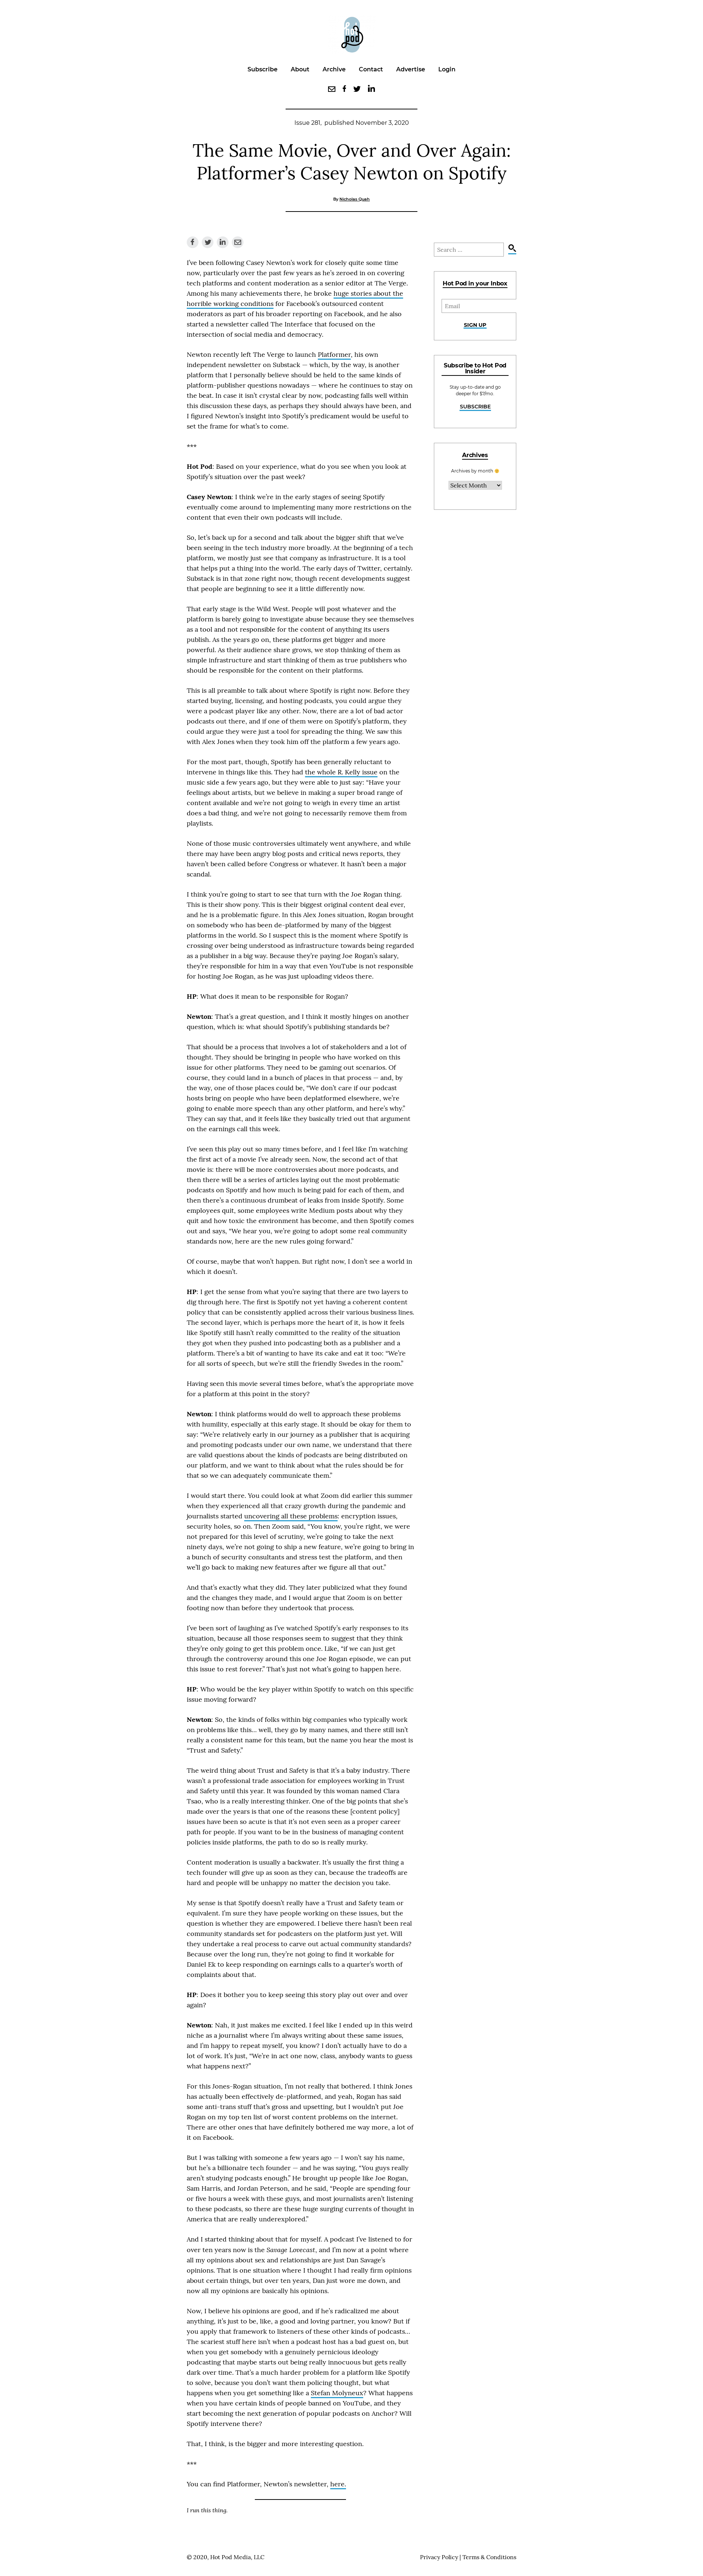 hot pod
Subscribe About Archive Contact Advertise Login
Issue 281, published November 3, 2020
The Same Movie, Over and Over Again:
Platformer’s Casey Newton on Spotify
By Nicholas Quah
I’ve been following Casey Newton’s work for closely quite some time
now, particularly over the past few years as he’s zeroed in on covering
tech platforms and content moderation as a senior editor at The Verge.
Among his many achievements there, he broke huge stories about the
horrible working conditions for Facebook’s outsourced content
moderators as part of his broader reporting on Facebook, and he also
started a newsletter called The Interface that focused on the
intersection of social media and democracy.
Newton recently left The Verge to launch Platformer, his own
independent newsletter on Substack — which, by the way, is another
platform that I personally believe should be held to the same kinds of
platform-publisher questions nowadays — where he continues to stay on
the beat. In case it isn’t crystal clear by now, podcasting falls well within
this discussion these days, as perhaps they should always have been, and
I figured Newton’s insight into Spotify’s predicament would be useful to
set the frame for what’s to come.
***
Hot Pod: Based on your experience, what do you see when you look at
Spotify’s situation over the past week?
Casey Newton: I think we’re in the early stages of seeing Spotify
eventually come around to implementing many more restrictions on the
content that even their own podcasts will include.
So, let’s back up for a second and talk about the bigger shift that we’ve
been seeing in the tech industry more broadly. At the beginning of a tech
platform, we mostly just see that company as infrastructure. It is a tool
that helps put a thing into the world. The early days of Twitter, certainly.
Substack is in that zone right now, though recent developments suggest
that people are beginning to see it a little differently now.
That early stage is the Wild West. People will post whatever and the
platform is barely going to investigate abuse because they see themselves
as a tool and not responsible for the content of anything its users
publish. As the years go on, these platforms get bigger and more
powerful. As their audience share grows, we stop thinking of them as
simple infrastructure and start thinking of them as true publishers who
should be responsible for the content on their platforms.
This is all preamble to talk about where Spotify is right now. Before they
started buying, licensing, and hosting podcasts, you could argue they
were a podcast player like any other. Now, there are a lot of bad actor
podcasts out there, and if one of them were on Spotify’s platform, they
could argue they were just a tool for spreading the thing. We saw this
with Alex Jones when they took him off the platform a few years ago.
For the most part, though, Spotify has been generally reluctant to
intervene in things like this. They had the whole R. Kelly issue on the
music side a few years ago, but they were able to just say: “Have your
feelings about artists, but we believe in making a super broad range of
content available and we’re not going to weigh in every time an artist
does a bad thing, and we’re not going to necessarily remove them from
playlists.
None of those music controversies ultimately went anywhere, and while
there may have been angry blog posts and critical news reports, they
haven’t been called before Congress or whatever. It hasn’t been a major
scandal.
I think you’re going to start to see that turn with the Joe Rogan thing.
This is their show pony. This is their biggest original content deal ever,
and he is a problematic figure. In this Alex Jones situation, Rogan brought
on somebody who has been de-platformed by many of the biggest
platforms in the world. So I suspect this is the moment where Spotify is
crossing over being understood as infrastructure towards being regarded
as a publisher in a big way. Because they’re paying Joe Rogan’s salary,
they’re responsible for him in a way that even YouTube is not responsible
for hosting Joe Rogan, as he was just uploading videos there.
HP: What does it mean to be responsible for Rogan?
Newton: That’s a great question, and I think it mostly hinges on another
question, which is: what should Spotify’s publishing standards be?
That should be a process that involves a lot of stakeholders and a lot of
thought. They should be bringing in people who have worked on this
issue for other platforms. They need to be gaming out scenarios. Of
course, they could land in a bunch of places in that process — and, by
the way, one of those places could be, “We don’t care if our podcast
hosts bring on people who have been deplatformed elsewhere, we’re
going to enable more speech than any other platform, and here’s why.”
They can say that, and it feels like they basically tried out that argument
on the earnings call this week.
I’ve seen this play out so many times before, and I feel like I’m watching
the first act of a movie I’ve already seen. Now, the second act of that
movie is: there will be more controversies about more podcasts, and
then there will be a series of articles laying out the most problematic
podcasts on Spotify and how much is being paid for each of them, and
then there’s a continuous drumbeat of leaks from inside Spotify. Some
employees quit, some employees write Medium posts about why they
quit and how toxic the environment has become, and then Spotify comes
out and says, “We hear you, we’re going to adopt some real community
standards now, here are the new rules going forward.”
Of course, maybe that won’t happen. But right now, I don’t see a world in
which it doesn’t.
HP: I get the sense from what you’re saying that there are two layers to
dig through here. The first is Spotify not yet having a coherent content
policy that can be consistently applied across their various business lines.
The second layer, which is perhaps more the heart of it, is how it feels
like Spotify still hasn’t really committed to the reality of the situation
they got when they pushed into podcasting both as a publisher and a
platform. There’s a bit of wanting to have its cake and eat it too: “We’re
for all sorts of speech, but we’re still the friendly Swedes in the room.”
Having seen this movie several times before, what’s the appropriate move
for a platform at this point in the story?
Newton: I think platforms would do well to approach these problems
with humility, especially at this early stage. It should be okay for them to
say: “We’re relatively early in our journey as a publisher that is acquiring
and promoting podcasts under our own name, we understand that there
are valid questions about the kinds of podcasts are being distributed on
our platform, and we want to think about what the rules should be for
that so we can adequately communicate them.”
I would start there. You could look at what Zoom did earlier this summer
when they experienced all that crazy growth during the pandemic and
journalists started uncovering all these problems: encryption issues,
security holes, so on. Then Zoom said, “You know, you’re right, we were
not prepared for this level of scrutiny, we’re going to take the next
ninety days, we’re not going to ship a new feature, we’re going to bring in
a bunch of security consultants and stress test the platform, and then
we’ll go back to making new features after we figure all that out.”
And that’s exactly what they did. They later publicized what they found
and the changes they made, and I would argue that Zoom is on better
footing now than before they undertook that process.
I’ve been sort of laughing as I’ve watched Spotify’s early responses to its
situation, because all those responses seem to suggest that they think
they’re only going to get this problem once. Like, “if we can just get
through the controversy around this one Joe Rogan episode, we can put
this issue to rest forever.” That’s just not what’s going to happen here.
HP: Who would be the key player within Spotify to watch on this specific
issue moving forward?
Newton: So, the kinds of folks within big companies who typically work
on problems like this… well, they go by many names, and there still isn’t
really a consistent name for this team, but the name you hear the most is
“Trust and Safety.”
The weird thing about Trust and Safety is that it’s a baby industry. There
wasn’t a professional trade association for employees working in Trust
and Safety until this year. It was founded by this woman named Clara
Tsao, who is a really interesting thinker. One of the big points that she’s
made over the years is that one of the reasons these [content policy]
issues have been so acute is that it’s not even seen as a proper career
path for people. If you want to be in the business of managing content
policies inside platforms, the path to do so is really murky.
Content moderation is usually a backwater. It’s usually the first thing a
tech founder will give up as soon as they can, because the tradeoffs are
hard and people will be unhappy no matter the decision you take.
My sense is that Spotify doesn’t really have a Trust and Safety team or
equivalent. I’m sure they have people working on these issues, but the
question is whether they are empowered. I believe there hasn’t been real
community standards set for podcasters on the platform just yet. Will
they undertake a real process to carve out actual community standards?
Because over the long run, they’re not going to find it workable for
Daniel Ek to keep responding on earnings calls to a quarter’s worth of
complaints about that.
HP: Does it bother you to keep seeing this story play out over and over
again?
Newton: Nah, it just makes me excited. I feel like I ended up in this weird
niche as a journalist where I’m always writing about these same issues,
and I’m happy to repeat myself, you know? I don’t actually have to do a
lot of work. It’s just, “We’re in act one now, class, anybody wants to guess
what happens next?”
For this Jones-Rogan situation, I’m not really that bothered. I think Jones
has actually been effectively de-platformed, and yeah, Rogan has said
some anti-trans stuff that’s gross and upsetting, but I wouldn’t put Joe
Rogan on my top ten list of worst content problems on the internet.
There are other ones that have definitely bothered me way more, a lot of
it on Facebook.
But I was talking with someone a few years ago — I won’t say his name,
but he’s a billionaire tech founder — and he was saying, “You guys really
aren’t studying podcasts enough.” He brought up people like Joe Rogan,
Sam Harris, and Jordan Peterson, and he said, “People are spending four
or five hours a week with these guys, and most journalists aren’t listening
to these podcasts, so there are these huge surging currents of thought in
America that are really underexplored.”
And I started thinking about that for myself. A podcast I’ve listened to for
over ten years now is the Savage Lovecast, and I’m now at a point where
all my opinions about sex and relationships are just Dan Savage’s
opinions. That is one situation where I thought I had really firm opinions
about certain things, but over ten years, Dan just wore me down, and
now all my opinions are basically his opinions.
Now, I believe his opinions are good, and if he’s radicalized me about
anything, it’s just to be, like, a good and loving partner, you know? But if
you apply that framework to listeners of these other kinds of podcasts…
The scariest stuff here isn’t when a podcast host has a bad guest on, but
when you get somebody with a genuinely pernicious ideology
podcasting that maybe starts out being really innocuous but gets really
dark over time. That’s a much harder problem for a platform like Spotify
to solve, because you don’t want them policing thought, but what
happens when you get something like a Stefan Molyneux? What happens
when you have certain kinds of people banned on YouTube, and they
start becoming the next generation of popular podcasts on Anchor? Will
Spotify intervene there?
That, I think, is the bigger and more interesting question.
***
You can find Platformer, Newton’s newsletter, here.
I run this thing.
Search …
Hot Pod in your Inbox
Email
SIGN UP
Subscribe to Hot Pod
Insider
Stay up-to-date and go
deeper for $7/mo.
SUBSCRIBE
Archives
Archives by month
Select Month
© 2020, Hot Pod Media, LLC
Privacy Policy | Terms & Conditions